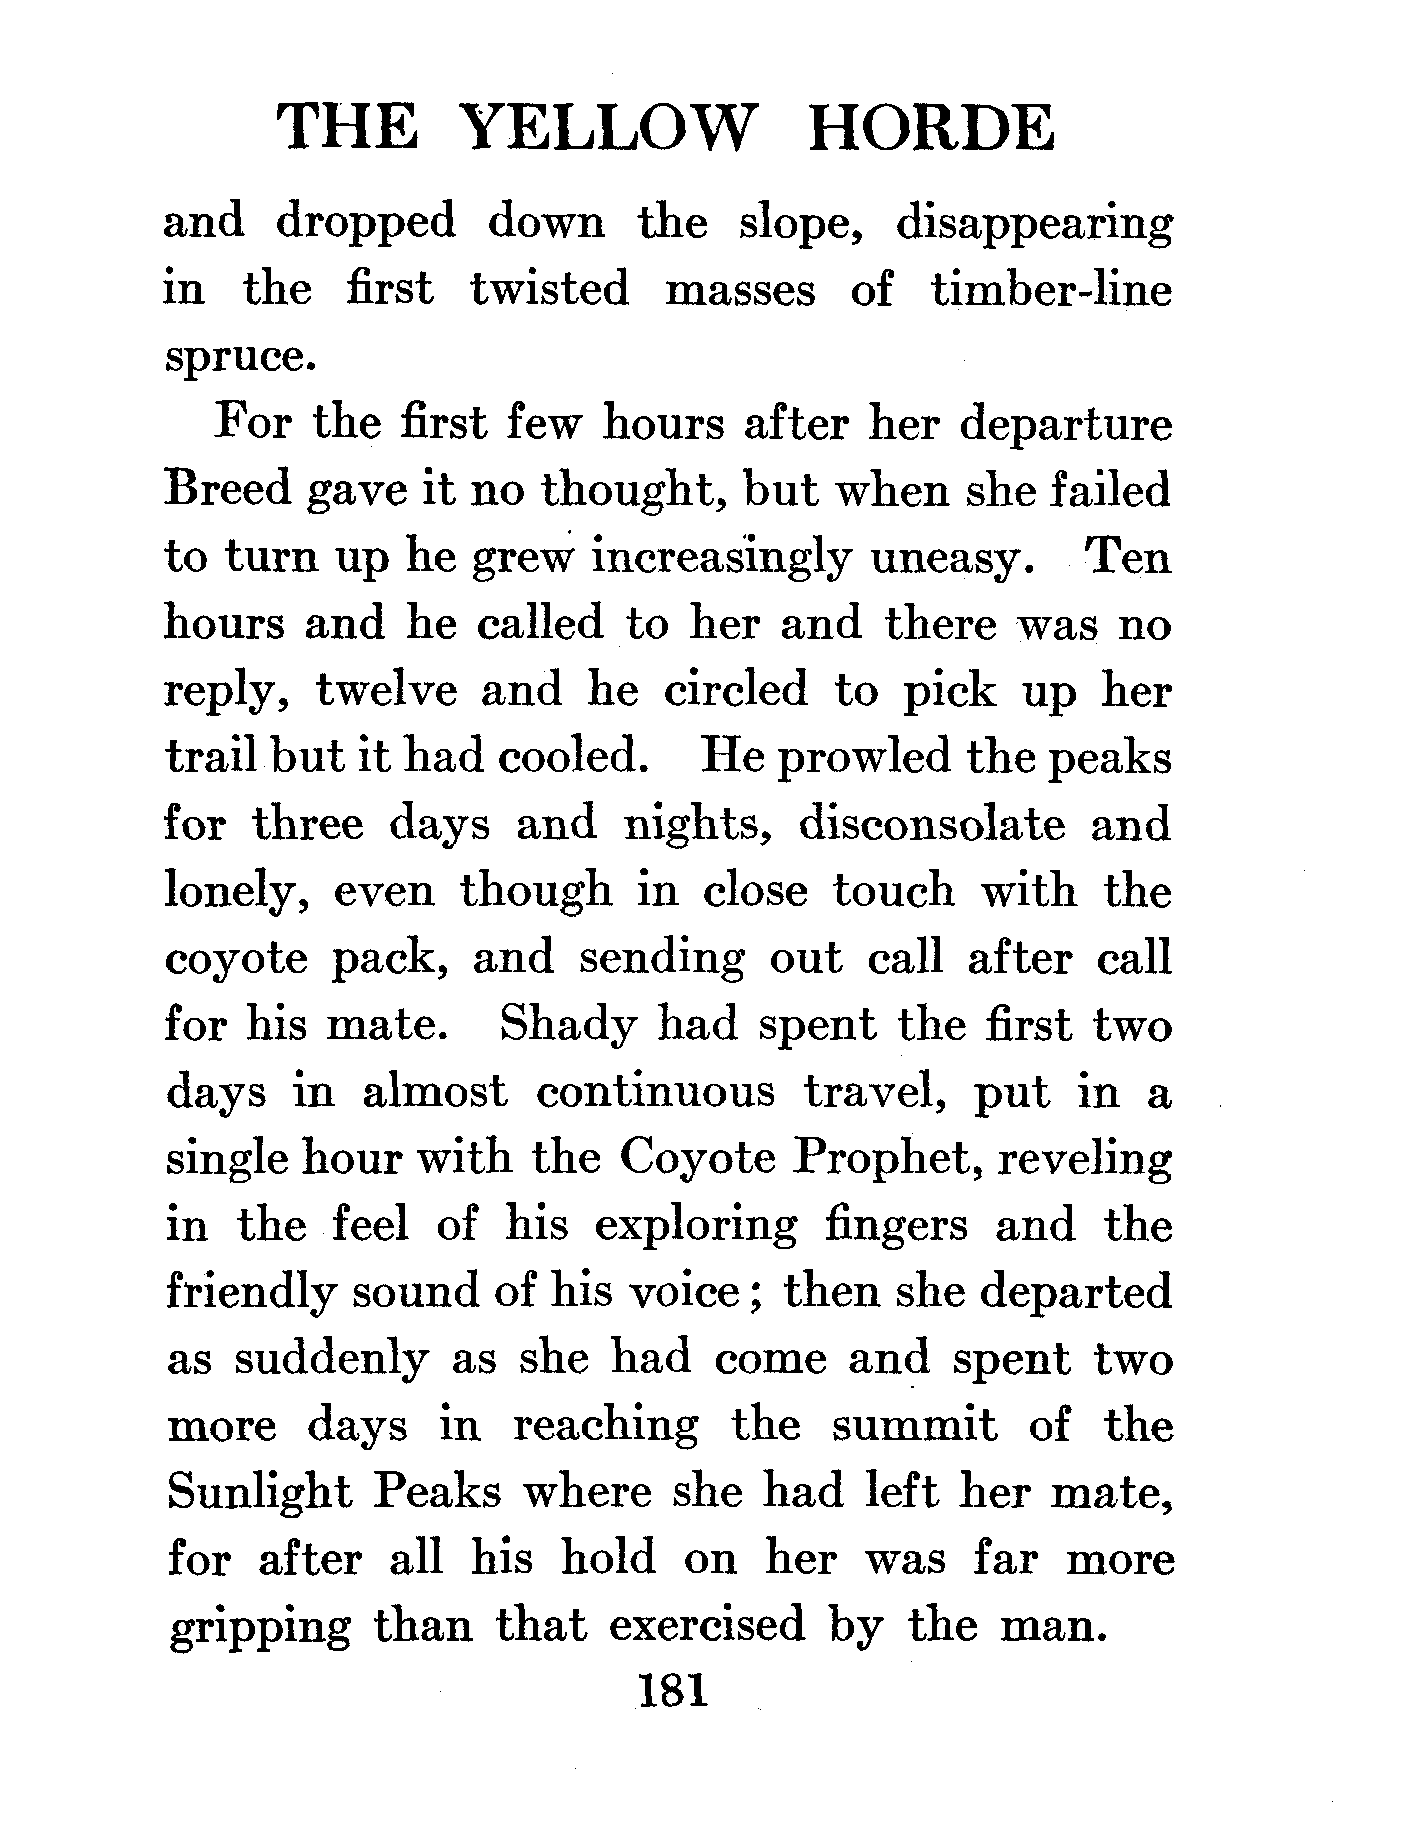 THE YELLOW HORDE
and dropped down the slope, disappearing
in the first twisted masses of timber-line
spruce.
For the first few hours after her departure
Breed gave it no thought, but when she failed
to turn up he grew increasingly uneasy. Ten
hours and he called to her and there was no
reply, twelve and he circled to pick up her
trail but it had cooled. He prowled the peaks
for three days and nights, disconsolate and
lonely, even though in close touch with the
coyote pack, and sending out call after call
for his mate. Shady had spent the first two
days in almost continuous travel, put in a
single hour with the Coyote Prophet, reveling
in the feel of his exploring fingers and the
friendly sound of his voice; then she departed
as suddenly as she had come and spent two
more days in reaching the summit of the
Sunlight Peaks where she had left her mate,
for after all his hold on her was far more
gripping than that exercised by the man.
181